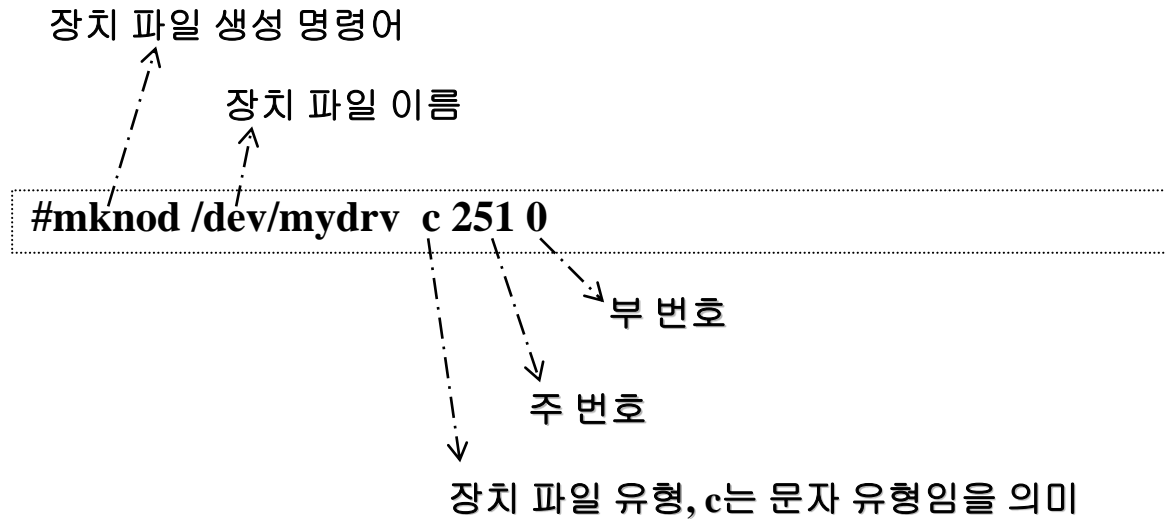 장치 파일 생성 명령어
장치 파일 이름
#mknod /dev/mydrv c 251 0
부 번호
주 번호
장치 파일 유형, c는 문자 유형임을 의미